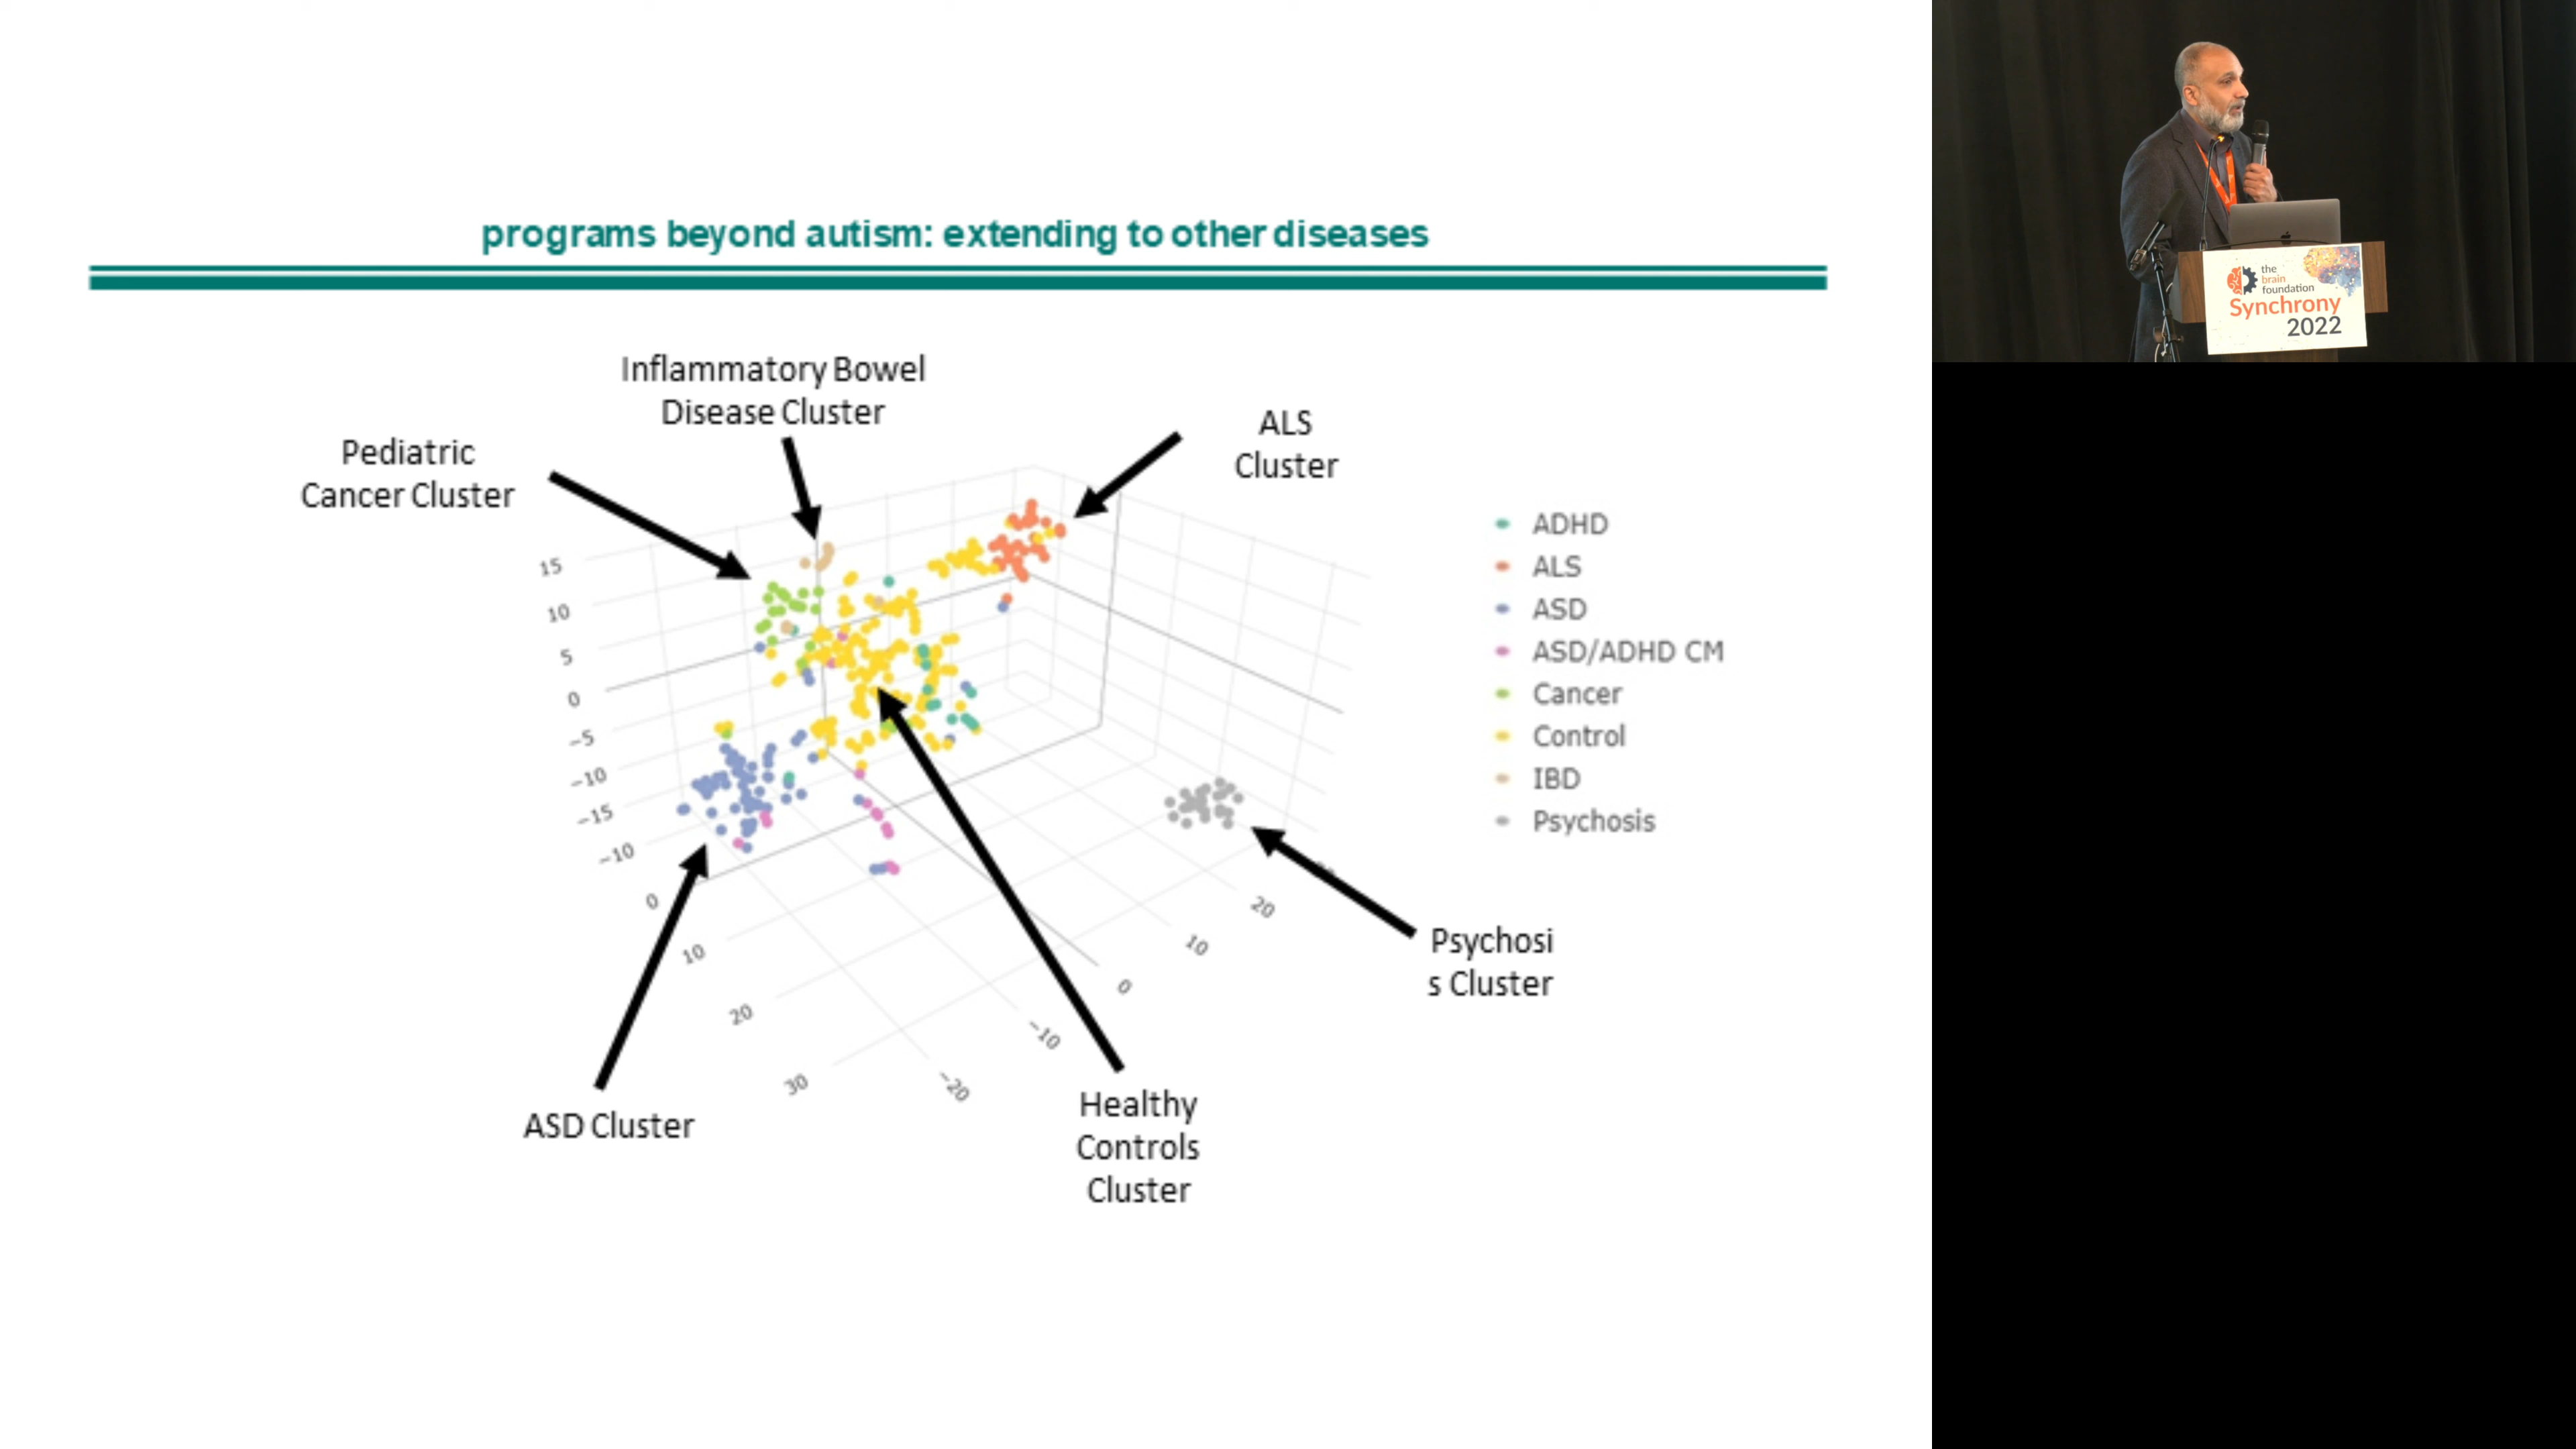 programs beyond autism: extending to other diseases
Inflammatory Bowel
Disease Cluster
Pediatric
Cancer Cluster
ALS
Cluster
ADHD
ALS
ASD
ASD/ADHD CM
Cancer
Control
IBD
Psychosis
15
10
5
0
−5
−10
−15
−10
0
10
20
30
−20
−10
0
10
20
Psychosi
s Cluster
ASD Cluster
Healthy
Controls
Cluster
the
brain
foundation
Synchrony
2022